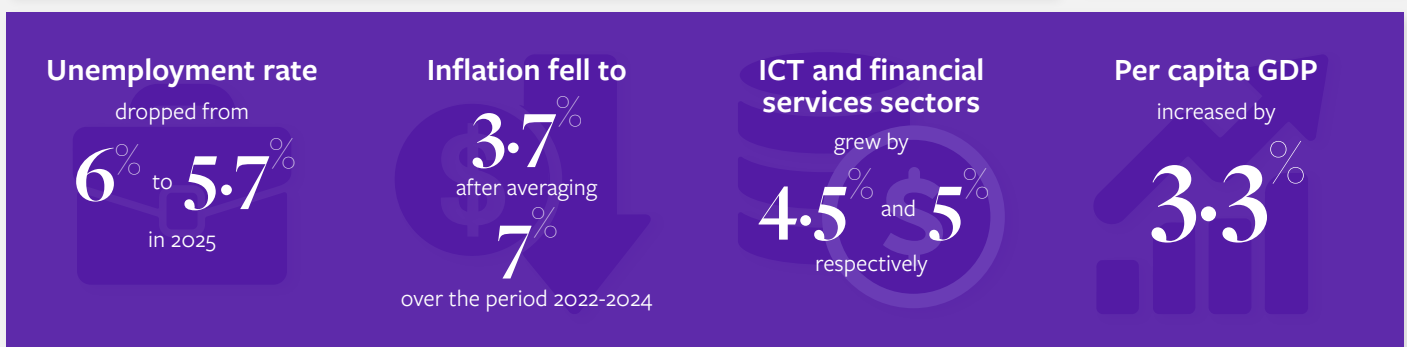 Unemployment rate
dropped from
6% to 5.7%
in 2025
Inflation fell to
3.7%
after averaging
7%
over the period 2022-2024
ICT and financial
services sectors
grew by
4.5% and 5%
respectively
Per capita GDP
increased by
3.3%